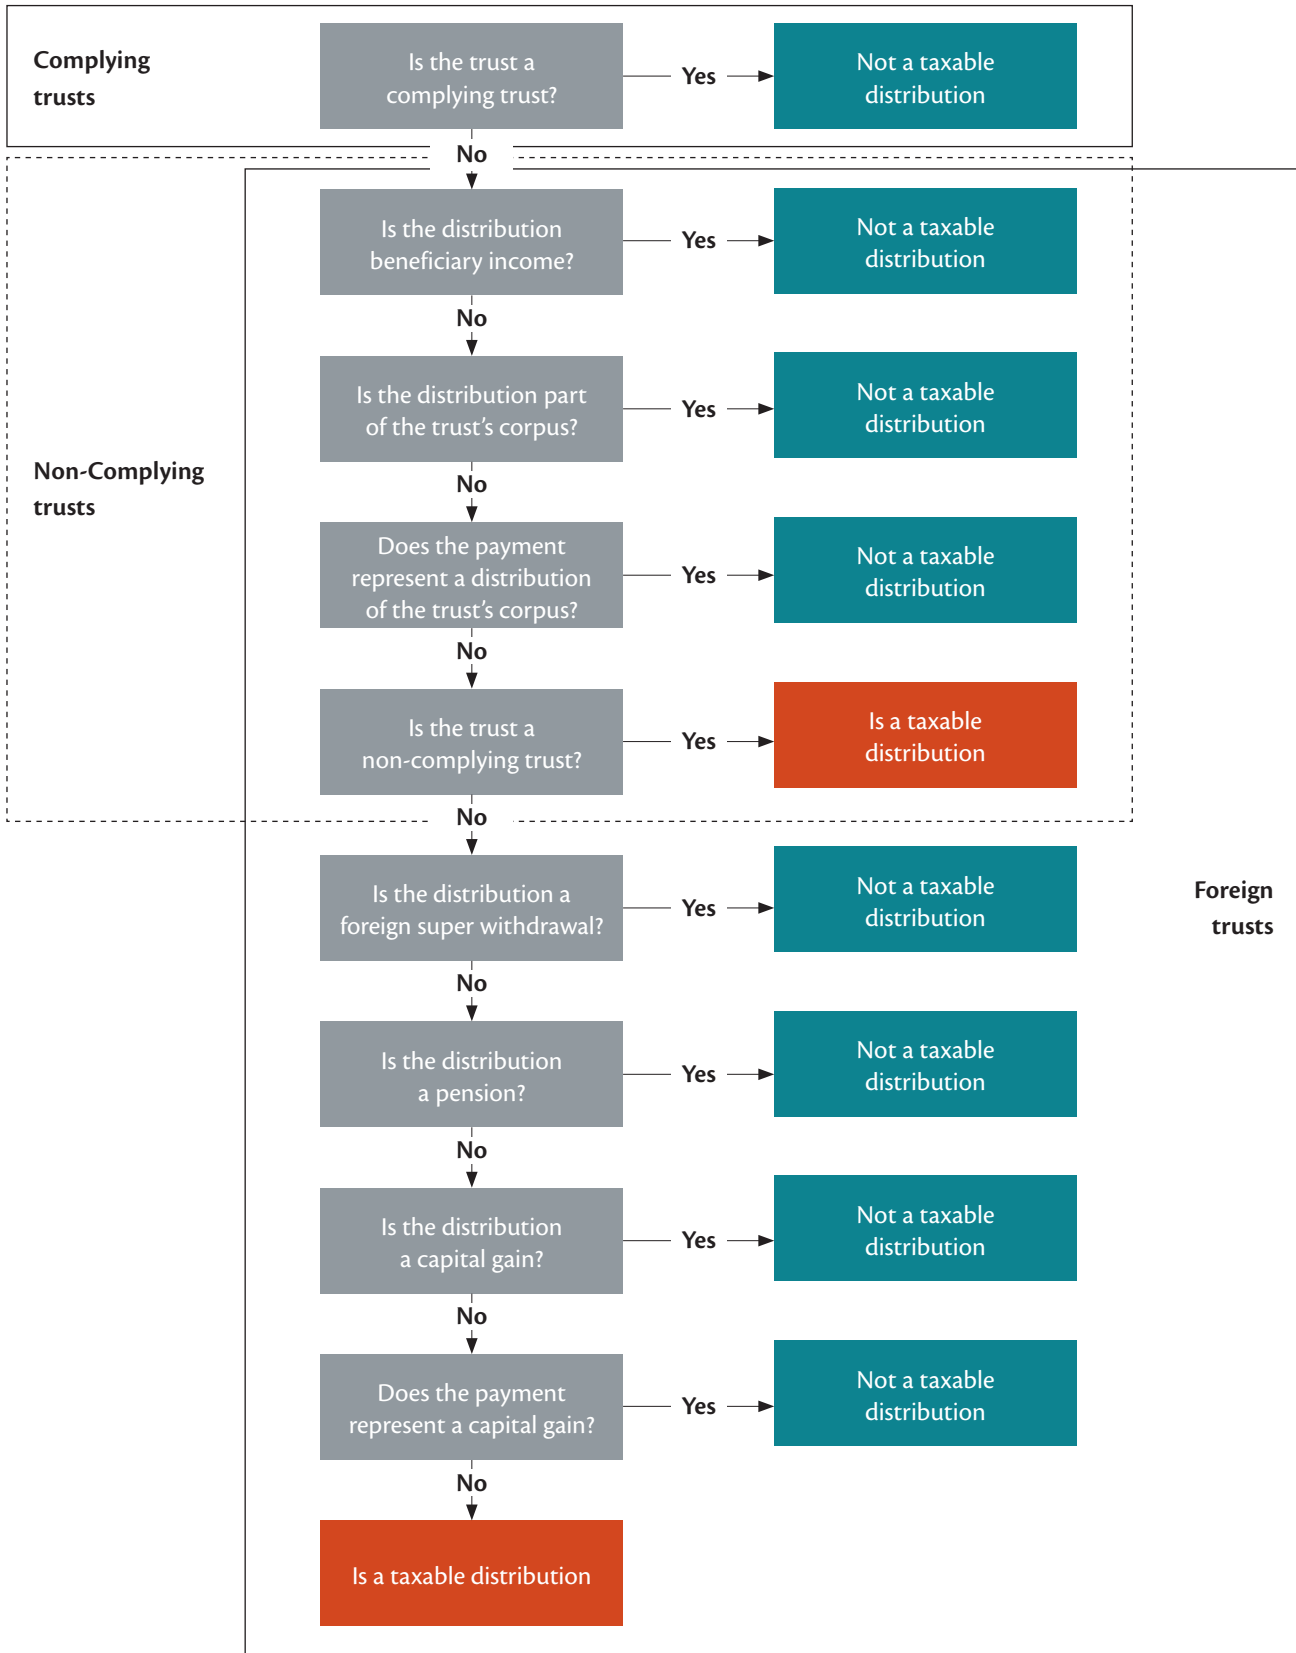 Complying
trusts
Is the trust a
complying trust?
Yes
Not a taxable
distribution
No
Non-Complying
trusts
Is the distribution
beneficiary income?
Yes
Not a taxable
distribution
No
Is the distribution part
of the trust’s corpus?
Yes
Not a taxable
distribution
No
Does the payment
represent a distribution
of the trust’s corpus?
Yes
Not a taxable
distribution
No
Is the trust a
non-complying trust?
Yes
Is a taxable
distribution
No
Foreign
trusts
Is the distribution a
foreign super withdrawal?
Yes
Not a taxable
distribution
No
Is the distribution
a pension?
Yes
Not a taxable
distribution
No
Is the distribution
a capital gain?
Yes
Not a taxable
distribution
No
Does the payment
represent a capital gain?
Yes
Not a taxable
distribution
No
Is a taxable distribution